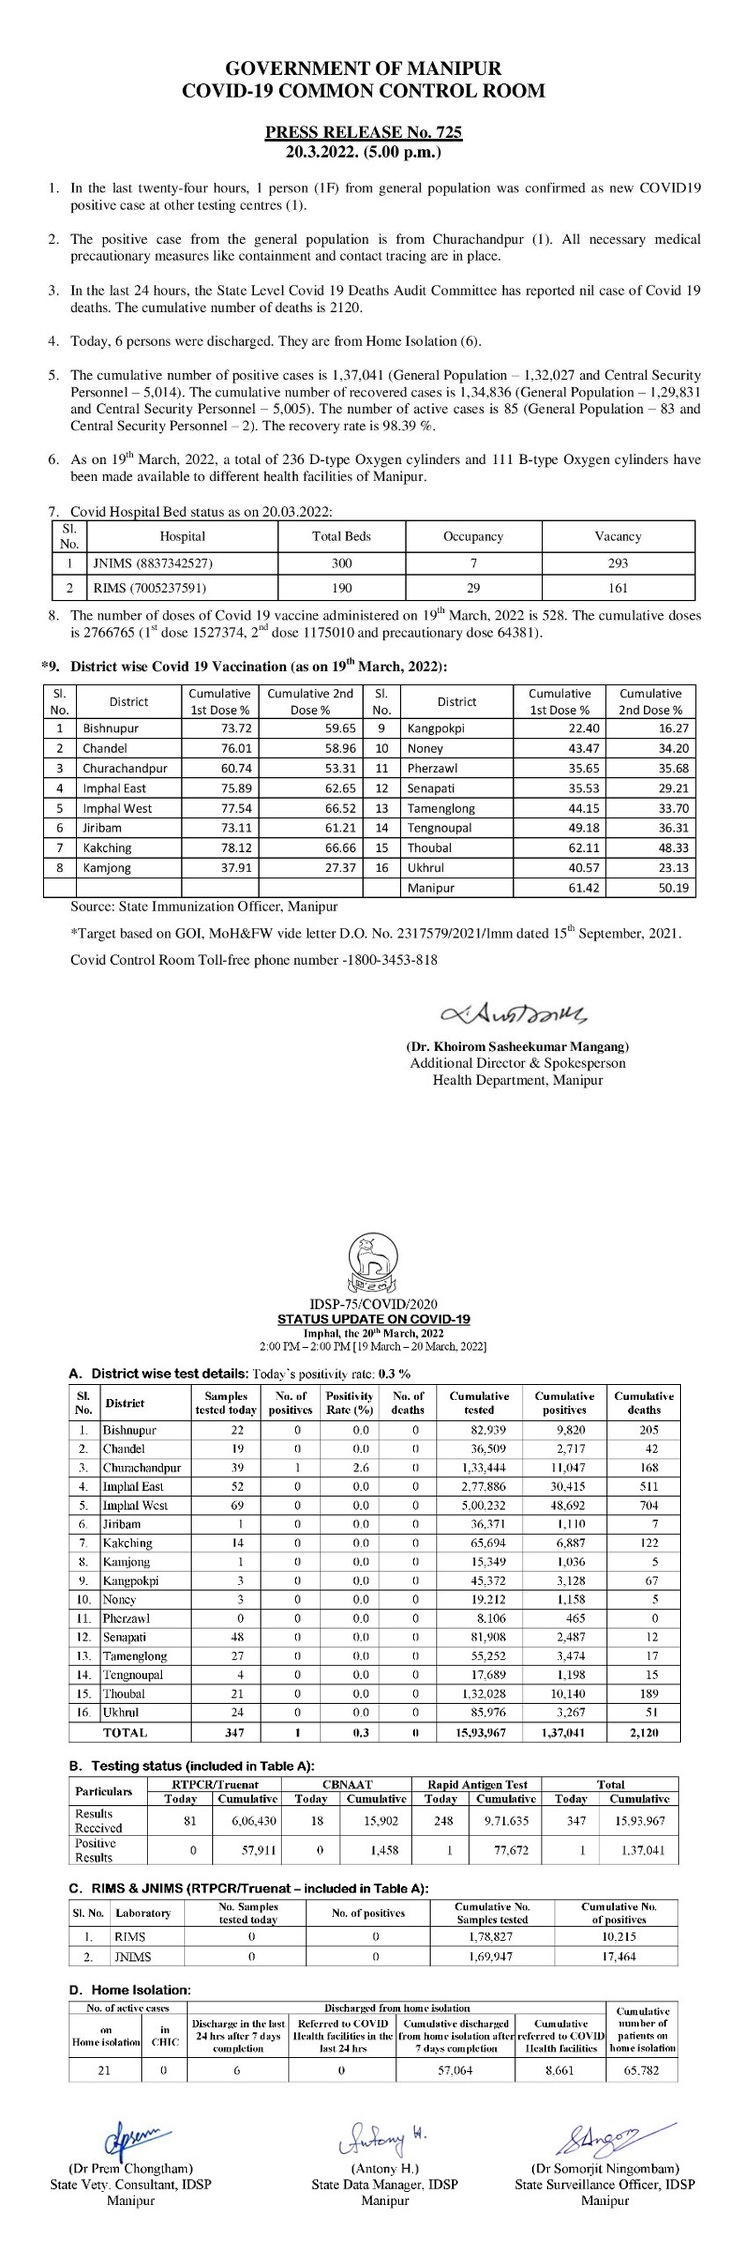 GOVERNMENT OF MANIPUR
COVID-19 COMMON CONTROL ROOM
PRESS RELEASE No. 725
20.3.2022. (5.00 p.m.)
1. In the last twenty-four hours, 1 person (1F) from general population was confirmed as new COVID19
positive case at other testing centres (1).
2. The positive case from the general population is from Churachandpur (1). All necessary medical
precautionary measures like containment and contact tracing are in place.
3. In the last 24 hours, the State Level Covid 19 Deaths Audit Committee has reported nil case of Covid 19
deaths. The cumulative number of deaths is 2120.
4. Today, 6 persons were discharged. They are from Home Isolation (6).
5. The cumulative number of positive cases is 1,37,041 (General Population – 1,32,027 and Central Security
Personnel – 5,014). The cumulative number of recovered cases is 1,34,836 (General Population – 1,29,831
and Central Security Personnel – 5,005). The number of active cases is 85 (General Population – 83 and
Central Security Personnel – 2). The recovery rate is 98.39 %.
6. As on 19th March, 2022, a total of 236 D-type Oxygen cylinders and 111 B-type Oxygen cylinders have
been made available to different health facilities of Manipur.
7. Covid Hospital Bed status as on 20.03.2022:
Sl. No. Hospital Total Beds Occupancy Vacancy
1 JNIMS (8837342527) 300 7 293
2 RIMS (7005237591) 190 29 161
8. The number of doses of Covid 19 vaccine administered on 19th March, 2022 is 528. The cumulative doses
is 2766765 (1st dose 1527374, 2nd dose 1175010 and precautionary dose 64381).
*9. District wise Covid 19 Vaccination (as on 19th March, 2022):
Sl. No. District Cumulative 1st Dose % Cumulative 2nd Dose % Sl. No. District Cumulative 1st Dose % Cumulative 2nd Dose %
1 Bishnupur 73.72 59.65 9 Kangpokpi 22.40 16.27
2 Chandel 76.01 58.96 10 Noney 43.47 34.20
3 Churachandpur 60.74 53.31 11 Pherzawl 35.65 35.68
4 Imphal East 75.89 62.65 12 Senapati 35.53 29.21
5 Imphal West 77.54 66.52 13 Tamenglong 44.15 33.70
6 Jiribam 73.11 61.21 14 Tengnoupal 49.18 36.31
7 Kakching 78.12 66.66 15 Thoubal 62.11 48.33
8 Kamjong 37.91 27.37 16 Ukhrul 40.57 23.13
Manipur 61.42 50.19
Source: State Immunization Officer, Manipur
*Target based on GOI, MoH&FW vide letter D.O. No. 2317579/2021/Imm dated 15th September, 2021.
Covid Control Room Toll-free phone number -1800-3453-818
(Dr. Khoirom Sasheekumar Mangang)
Additional Director & Spokesperson
Health Department, Manipur
IDSP-75/COVID/2020
STATUS UPDATE ON COVID-19
Imphal, the 20th March, 2022
2:00 PM – 2:00 PM [19 March – 20 March, 2022]
A. District wise test details: Today's positivity rate: 0.3 %
Sl. No. District Samples tested today No. of positives Positivity Rate (%) No. of deaths Cumulative tested Cumulative positives Cumulative deaths
1. Bishnupur 22 0 0.0 0 82,939 9,820 205
2. Chandel 19 0 0.0 0 36,509 2,717 42
3. Churachandpur 39 1 2.6 0 1,33,444 11,047 168
4. Imphal East 52 0 0.0 0 2,77,886 30,415 511
5. Imphal West 69 0 0.0 0 5,00,232 48,692 704
6. Jiribam 1 0 0.0 0 36,371 1,110 7
7. Kakching 14 0 0.0 0 65,694 6,887 122
8. Kamjong 1 0 0.0 0 15,349 1,036 5
9. Kangpokpi 3 0 0.0 0 45,372 3,128 67
10. Noney 3 0 0.0 0 19,212 1,158 5
11. Pherzawl 0 0 0.0 0 8,106 465 0
12. Senapati 48 0 0.0 0 81,908 2,487 12
13. Tamenglong 27 0 0.0 0 55,252 3,474 17
14. Tengnoupal 4 0 0.0 0 17,689 1,198 15
15. Thoubal 21 0 0.0 0 1,32,028 10,140 189
16. Ukhrul 24 0 0.0 0 85,976 3,267 51
TOTAL 347 1 0.3 0 15,93,967 1,37,041 2,120
B. Testing status (included in Table A):
Particulars RTPCR/Truenat CBNAAT Rapid Antigen Test Total
Today Cumulative Today Cumulative Today Cumulative Today Cumulative
Results Received 81 6,06,430 18 15,902 248 9,71,635 347 15,93,967
Positive Results 0 57,911 0 1,458 1 77,672 1 1,37,041
C. RIMS & JNIMS (RTPCR/Truenat – included in Table A):
Sl. No. Laboratory No. Samples tested today No. of positives Cumulative No. Samples tested Cumulative No. of positives
1. RIMS 0 0 1,78,827 10,215
2. JNIMS 0 0 1,69,947 17,464
D. Home Isolation:
No. of active cases Discharged from home isolation Cumulative number of patients on home isolation
on Home isolation in CHIC Discharge in the last 24 hrs after 7 days completion Referred to COVID Health facilities in the last 24 hrs Cumulative discharged from home isolation after 7 days completion Cumulative referred to COVID Health facilities
21 0 6 0 57,064 8,661 65,782
Antony H.
(Dr Prem Chongtham) (Antony H.) (Dr Somorjit Ningombam)
State Vety. Consultant, IDSP State Data Manager, IDSP State Surveillance Officer, IDSP
Manipur Manipur Manipur